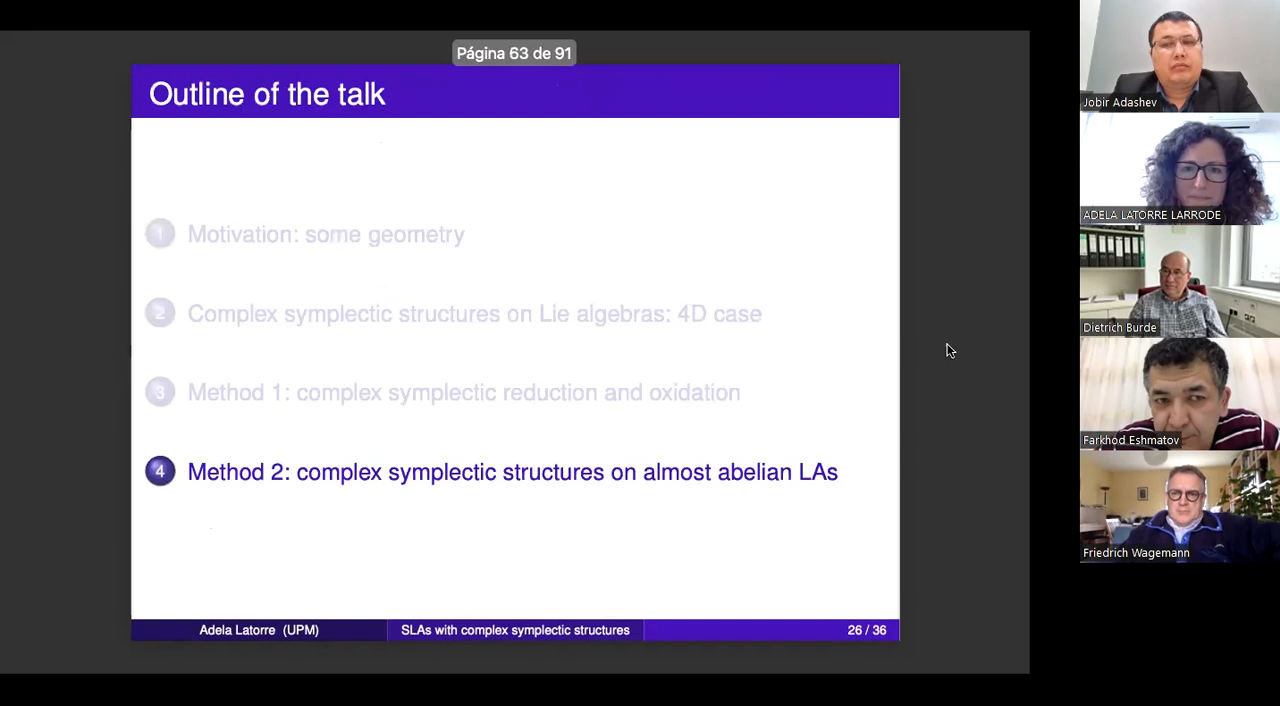 Página 63 de 91
Outline of the talk
1 Motivation: some geometry
2 Complex symplectic structures on Lie algebras: 4D case
3 Method 1: complex symplectic reduction and oxidation
4 Method 2: complex symplectic structures on almost abelian LAs
Adela Latorre (UPM) SLAs with complex symplectic structures 26 / 36
Jobir Adashev
ADELA LATORRE LARRODE
Dietrich Burde
Farkhod Eshmatov
Friedrich Wagemann